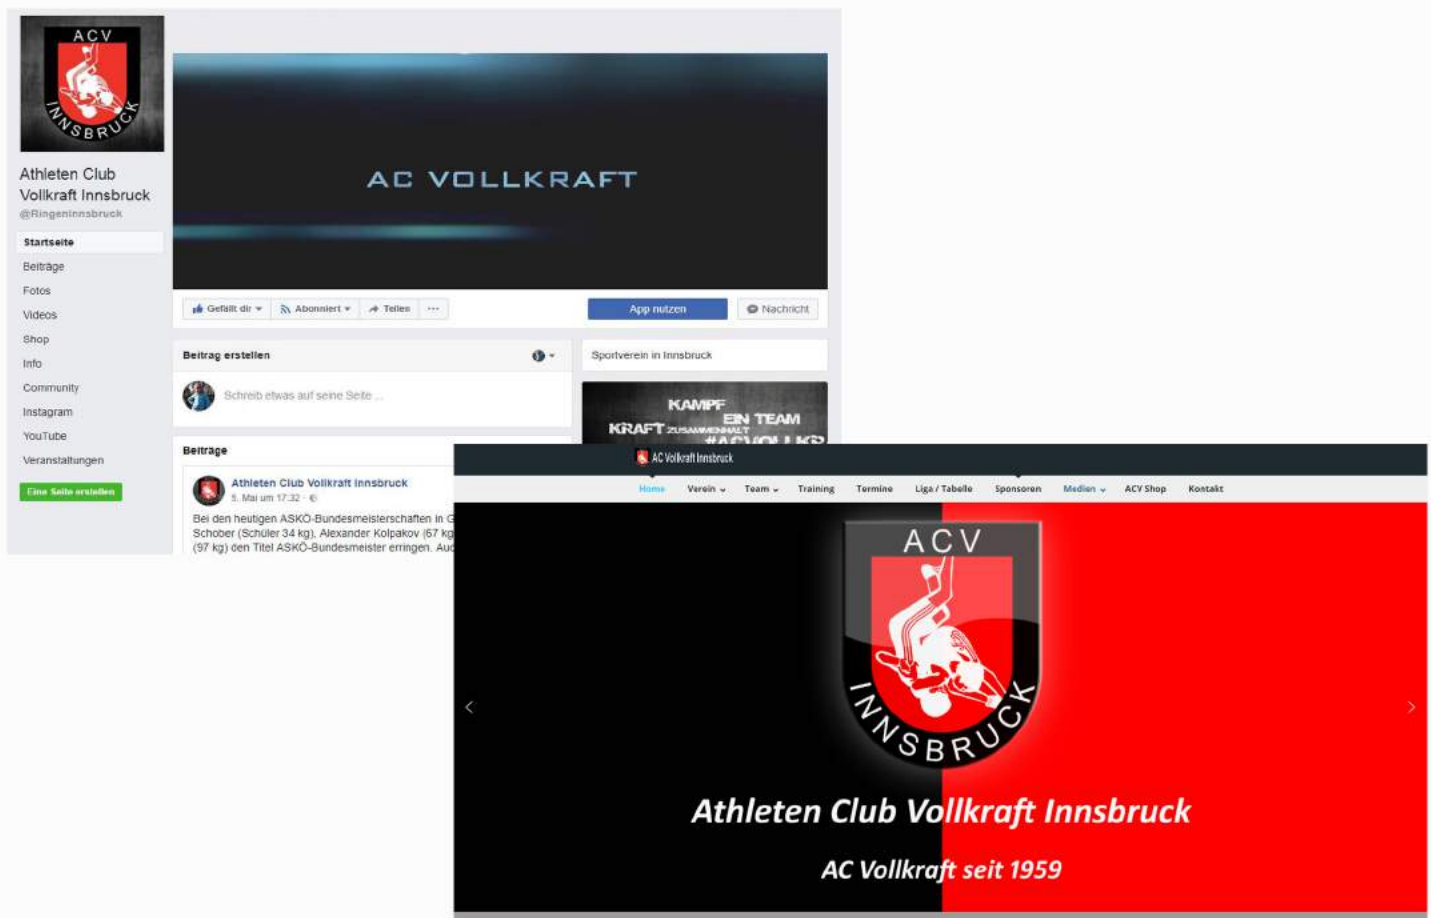 ACV
INNSBRUCK
Athleten Club
Vollkraft Innsbruck
@RingenInnsbruck
Startseite
Beiträge
Fotos
Videos
Shop
Info
Community
Instagram
YouTube
Veranstaltungen
Eine Seite erstellen
AC VOLLKRAFT
Gefällt dir Abonniert Teilen ... App nutzen Nachricht
Beitrag erstellen
Schreib etwas auf seine Seite ...
Sportverein in Innsbruck
KAMPF
EIN TEAM
KRAFT ZUSAMMENHALT
#ACVOLLKR
Beiträge
Athleten Club Vollkraft Innsbruck
5. Mai um 17:32
Bei den heutigen ASKÖ-Bundesmeisterschaften in G
Schober (Schüler 34 kg), Alexander Kolpakov (67 kg
(97 kg) den Titel ASKÖ-Bundesmeister erringen. Auc
AC Vollkraft Innsbruck
Home Verein Team Training Termine Liga / Tabelle Sponsoren Medien ACV Shop Kontakt
ACV
INNSBRUCK
Athleten Club Vollkraft Innsbruck
AC Vollkraft seit 1959